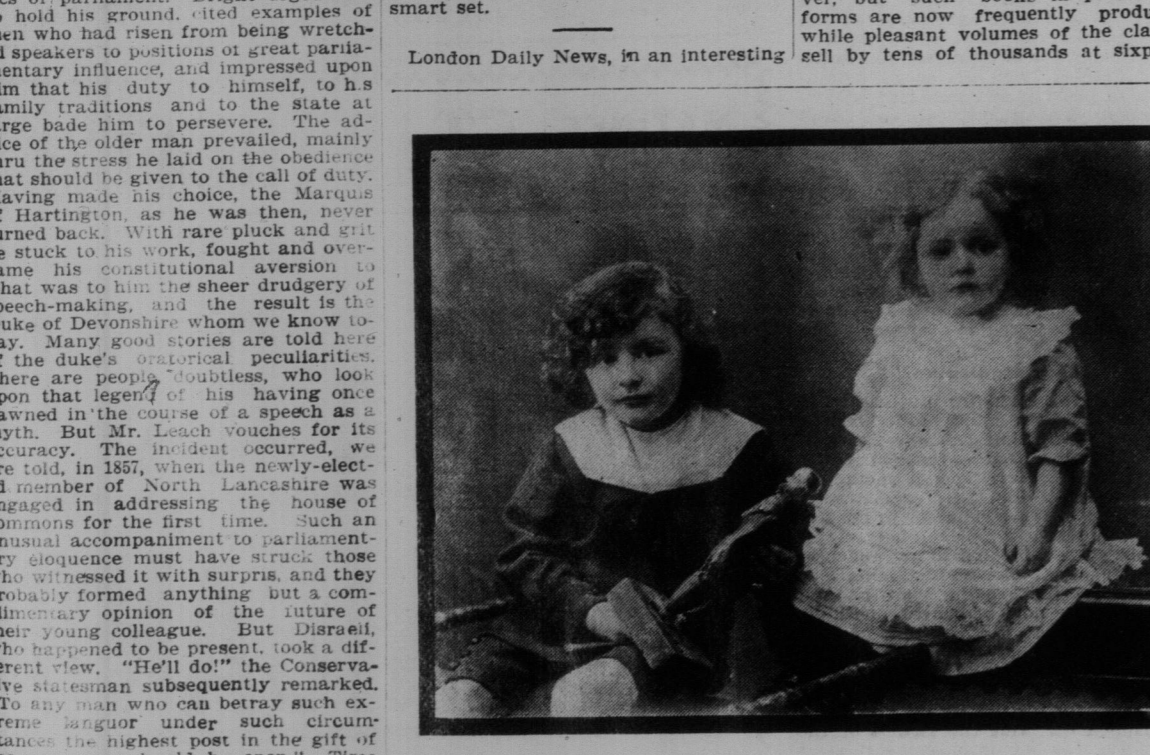 hold his ground. cited examples of
who had risen from being wretch-
speakers to positions of great parlia-
mentary influence, and impressed upon
him that his duty to himself, to h.s
family traditions and to the state at
large bade him to persevere. The ad-
ice of the older man prevailed, mainly
hru the stress he laid on the obedience
hat should be given to the call of duty.
aving made his choice, the Marquis
Hartington, as he was then, never
urned back. With rare pluck and grit
e stuck to his work, fought and over-
ame his constitutional aversion to
hat was to him the sheer drudgery of
peech-making, and the result is the
uke of Devonshire whom we know to-
ay. Many good stories are told here
f the duke's oratorical peculiarities.
here are people doubtless, who look
pon that legend of his having once
awned in the course of a speech as a
yth. But Mr. Leach vouches for its
ccuracy. The incident occurred, we
re told, in 1857, when the newly-elect-
d member of North Lancashire was
ngaged in addressing the house of
ommons for the first time. Such an
nusual accompaniment to parliament-
ry eloquence must have struck those
ho witnessed it with surpris, and they
robably formed anything but a com-
limentary opinion of the future of
heir young colleague. But Disraeli,
ho happened to be present, took a dif-
erent view. "He'll do!" the Conserva-
ve statesman subsequently remarked.
"To any man who can betray such ex-
reme languor under such circum-
tances the highest post in the gift of
smart set.
London Daily News, in an interesting
forms are now frequently produ
while pleasant volumes of the cla
sell by tens of thousands at sixp